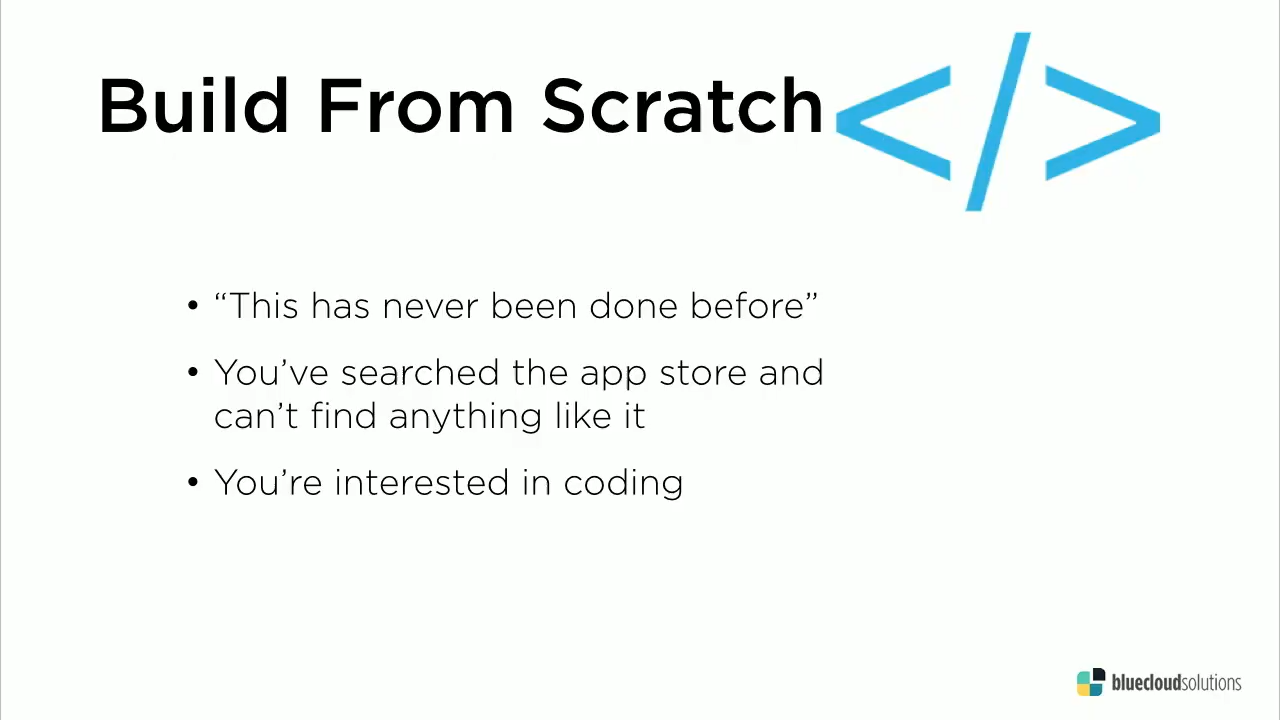 Build From Scratch </>
• “This has never been done before”
• You’ve searched the app store and
can’t find anything like it
• You’re interested in coding
bluecloudsolutions